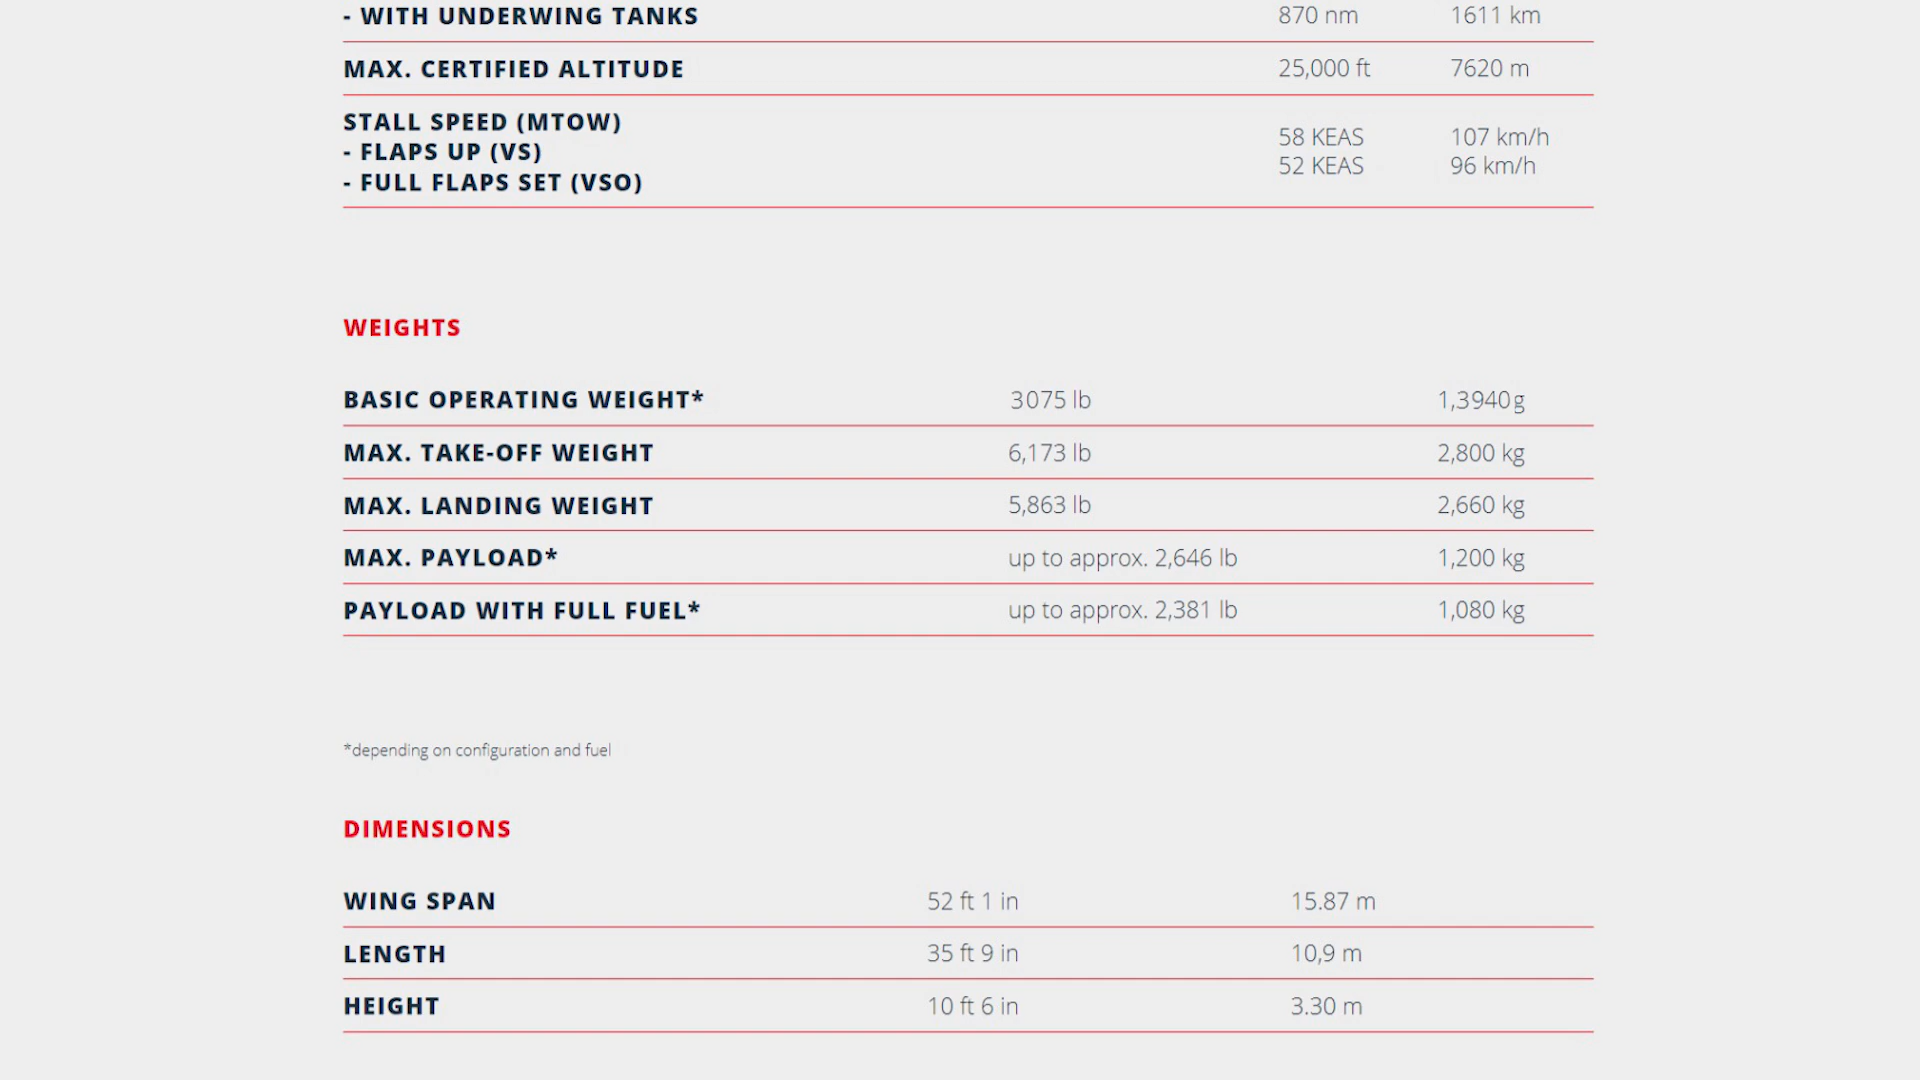 - WITH UNDERWING TANKS 870 nm 1611 km
MAX. CERTIFIED ALTITUDE 25,000 ft 7620 m
STALL SPEED (MTOW)
- FLAPS UP (VS) 58 KEAS 107 km/h
- FULL FLAPS SET (VSO) 52 KEAS 96 km/h
WEIGHTS
BASIC OPERATING WEIGHT* 3075 lb 1,3940g
MAX. TAKE-OFF WEIGHT 6,173 lb 2,800 kg
MAX. LANDING WEIGHT 5,863 lb 2,660 kg
MAX. PAYLOAD* up to approx. 2,646 lb 1,200 kg
PAYLOAD WITH FULL FUEL* up to approx. 2,381 lb 1,080 kg
*depending on configuration and fuel
DIMENSIONS
WING SPAN 52 ft 1 in 15.87 m
LENGTH 35 ft 9 in 10,9 m
HEIGHT 10 ft 6 in 3.30 m